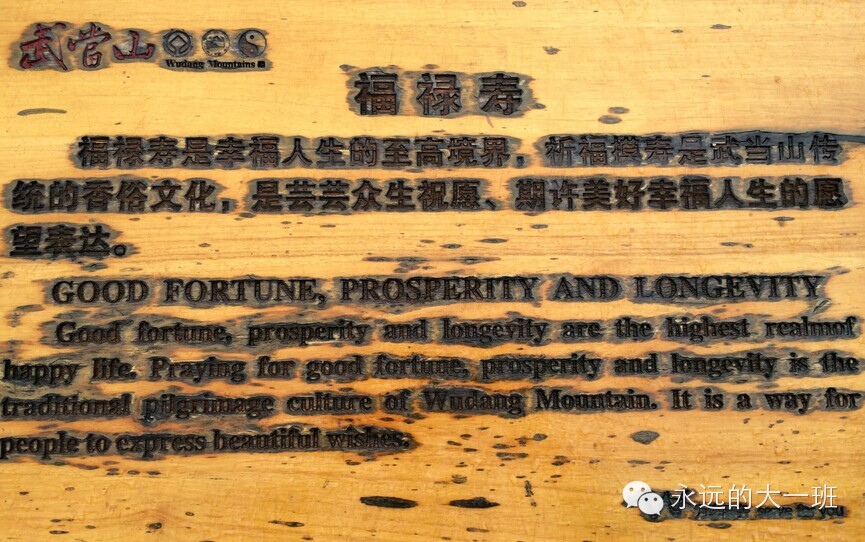 武当山
Wudang Mountains
福禄寿
福禄寿是幸福人生的至高境界，祈福禄寿是武当山传
统的香俗文化，是芸芸众生祝愿、期许美好幸福人生的愿
望表达。
GOOD FORTUNE, PROSPERITY AND LONGEVITY
Good fortune, prosperity and longevity are the highest realmof
happy life. Praying for good fortune, prosperity and longevity is the
traditional pilgrimage culture of Wudang Mountain. It is a way for
people to express beautiful wishes.
永远的大一班
serve for you